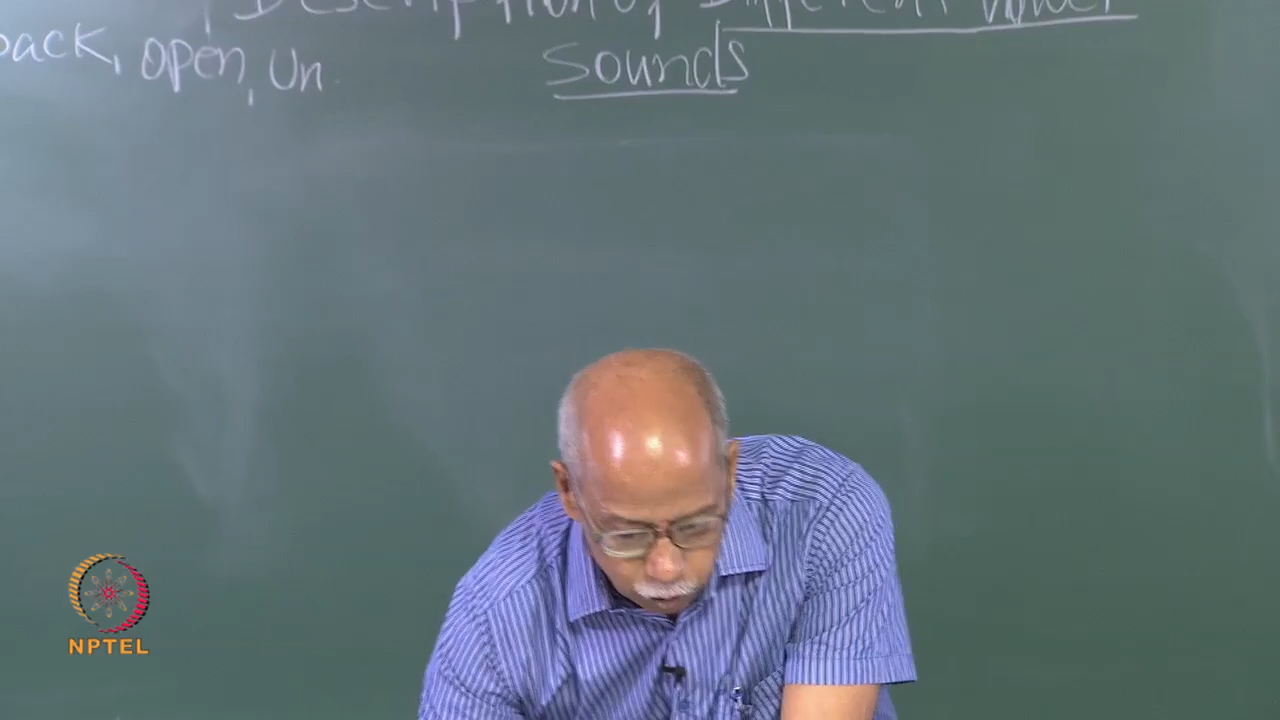 Description of Different Vowel
back, open, Un
sounds
NPTEL